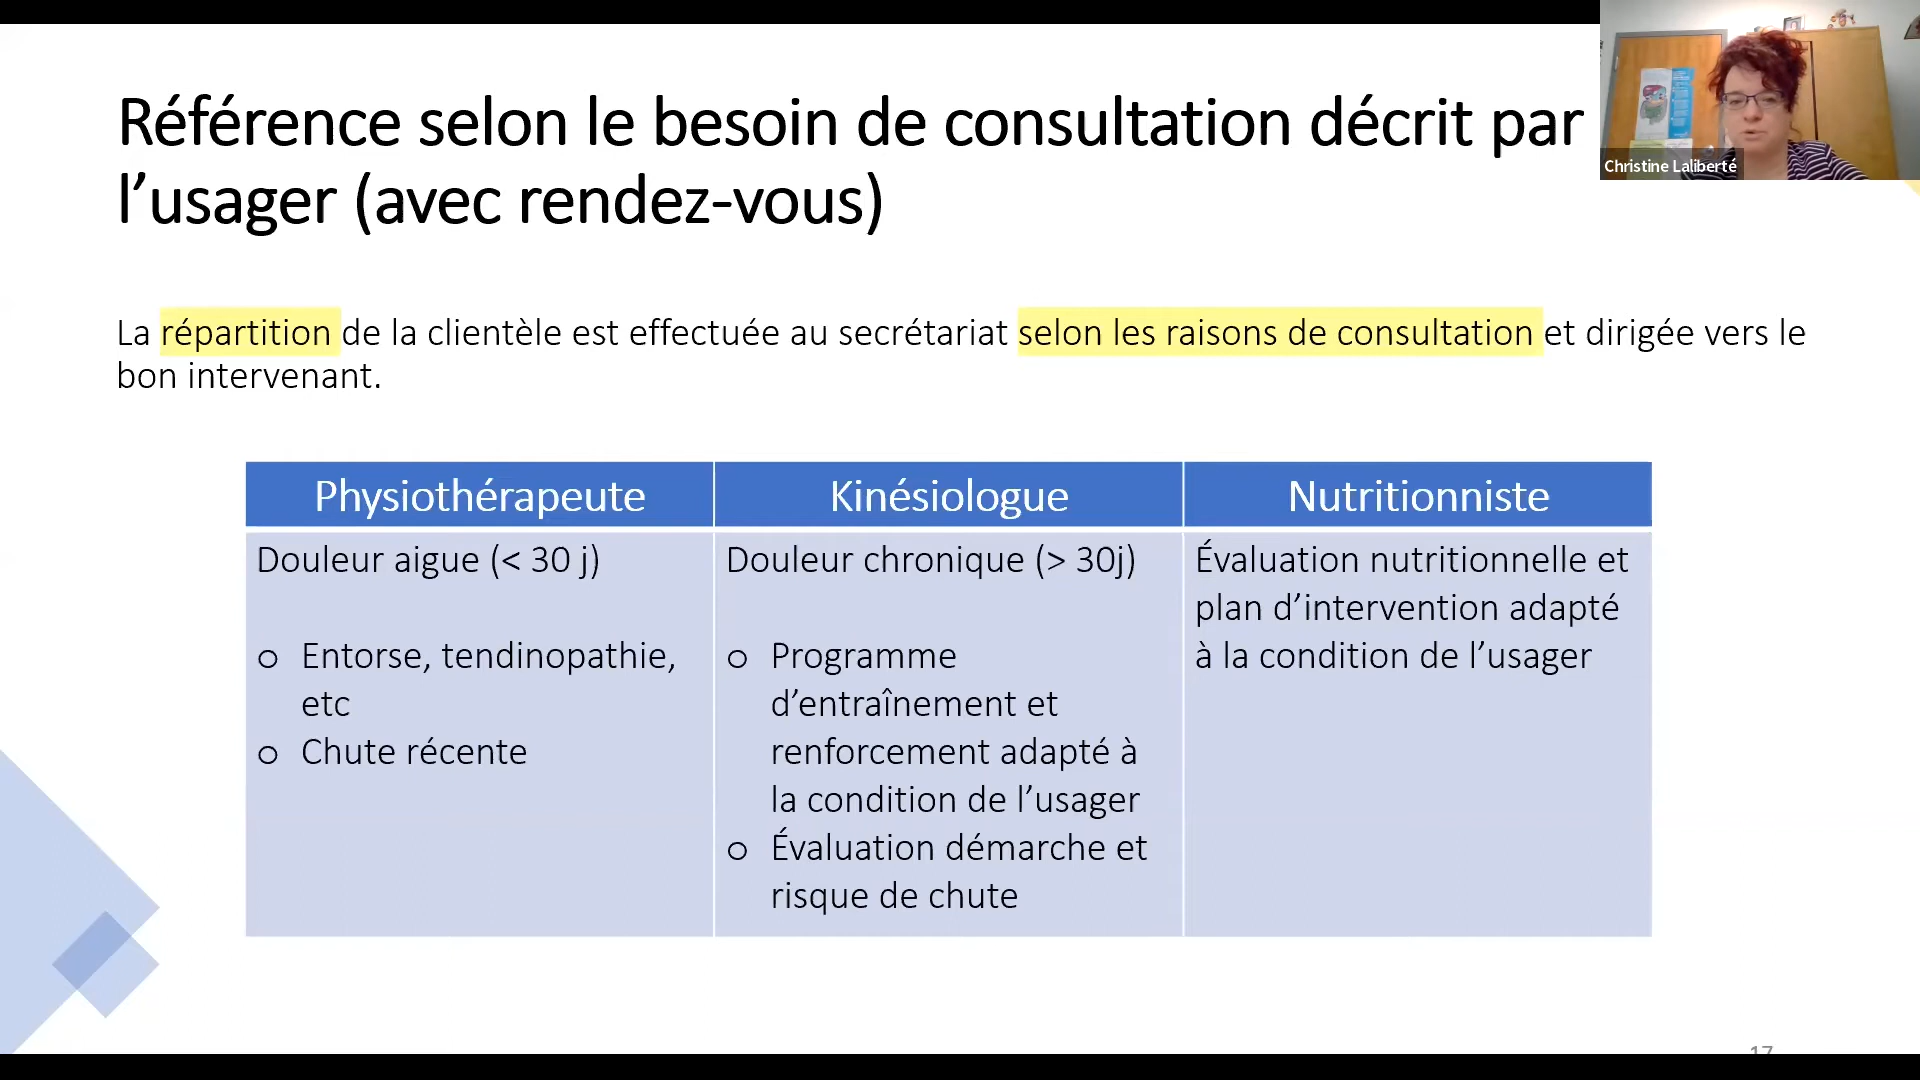 Référence selon le besoin de consultation décrit par
l’usager (avec rendez-vous)
Christine Laliberté
La répartition de la clientèle est effectuée au secrétariat selon les raisons de consultation et dirigée vers le
bon intervenant.
Physiothérapeute
Douleur aigue (< 30 j)
o Entorse, tendinopathie,
etc
o Chute récente
Kinésiologue
Douleur chronique (> 30j)
o Programme
d’entraînement et
renforcement adapté à
la condition de l’usager
o Évaluation démarche et
risque de chute
Nutritionniste
Évaluation nutritionnelle et
plan d’intervention adapté
à la condition de l’usager
17